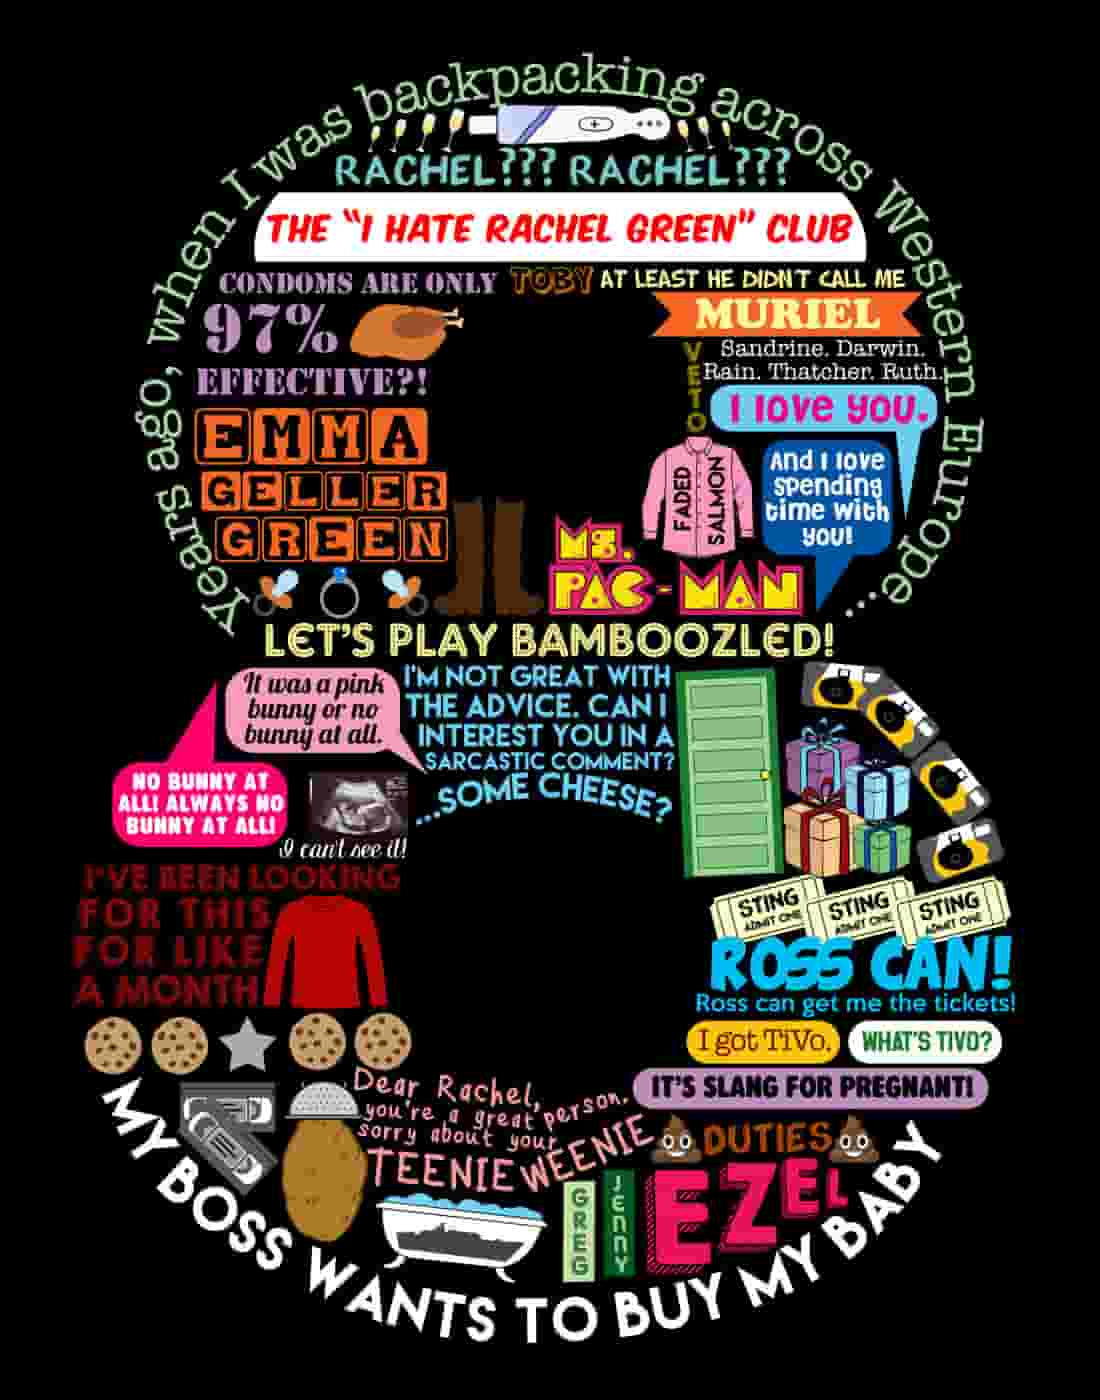 Years ago, when I was backpacking across Western Europe...
RACHEL??? RACHEL???
THE "I HATE RACHEL GREEN" CLUB
CONDOMS ARE ONLY
97%
EFFECTIVE?!
TOBY
AT LEAST HE DIDN'T CALL ME
MURIEL
VETO
Sandrine. Darwin.
Rain. Thatcher. Ruth.
I love you.
And I love
spending
time with
you!
EMMA
GELLER
GREEN
FADED
SALMON
Ms.
PAC-MAN
LET'S PLAY BAMBOOZLED!
It was a pink
bunny or no
bunny at all.
NO BUNNY AT
ALL! ALWAYS NO
BUNNY AT ALL!
I'M NOT GREAT WITH
THE ADVICE. CAN I
INTEREST YOU IN A
SARCASTIC COMMENT?
...SOME CHEESE?
I can't see it!
I'VE BEEN LOOKING
FOR THIS
FOR LIKE
A MONTH
STING
ADMIT ONE
STING
ADMIT ONE
STING
ADMIT ONE
ROSS CAN!
Ross can get me the tickets!
I got TiVo.
WHAT'S TIVO?
IT'S SLANG FOR PREGNANT!
Dear Rachel,
you're a great person.
sorry about your
TEENIE WEENIE
DUTIES
GREG
JENNY
EZEL
MY BOSS WANTS TO BUY MY BABY